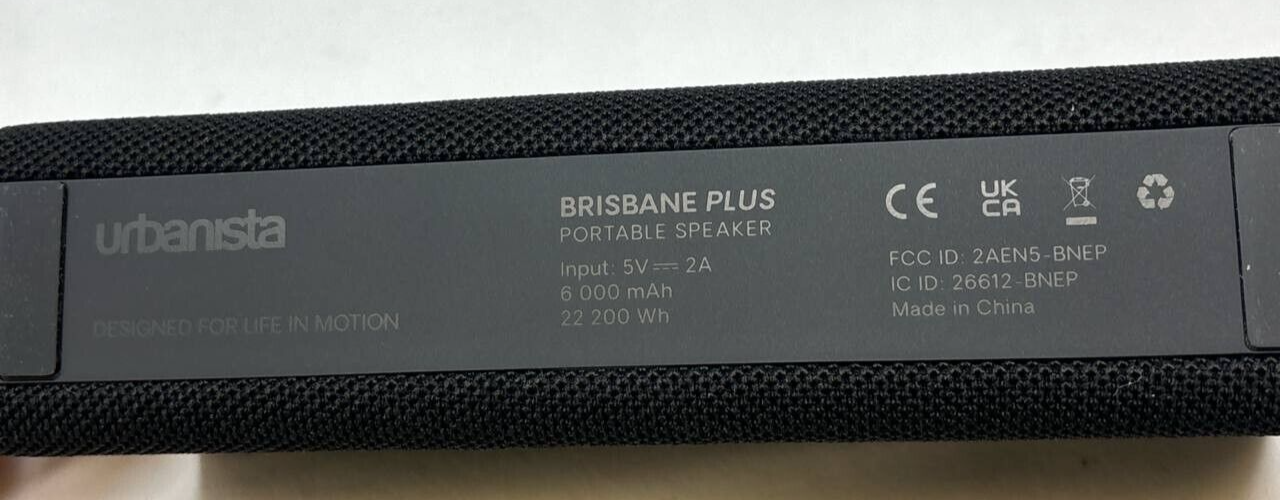 urbanista
DESIGNED FOR LIFE IN MOTION
BRISBANE PLUS
PORTABLE SPEAKER
Input: 5V⎓2A
6 000 mAh
22 200 Wh
CE
UK
CA
FCC ID: 2AEN5-BNEP
IC ID: 26612-BNEP
Made in China